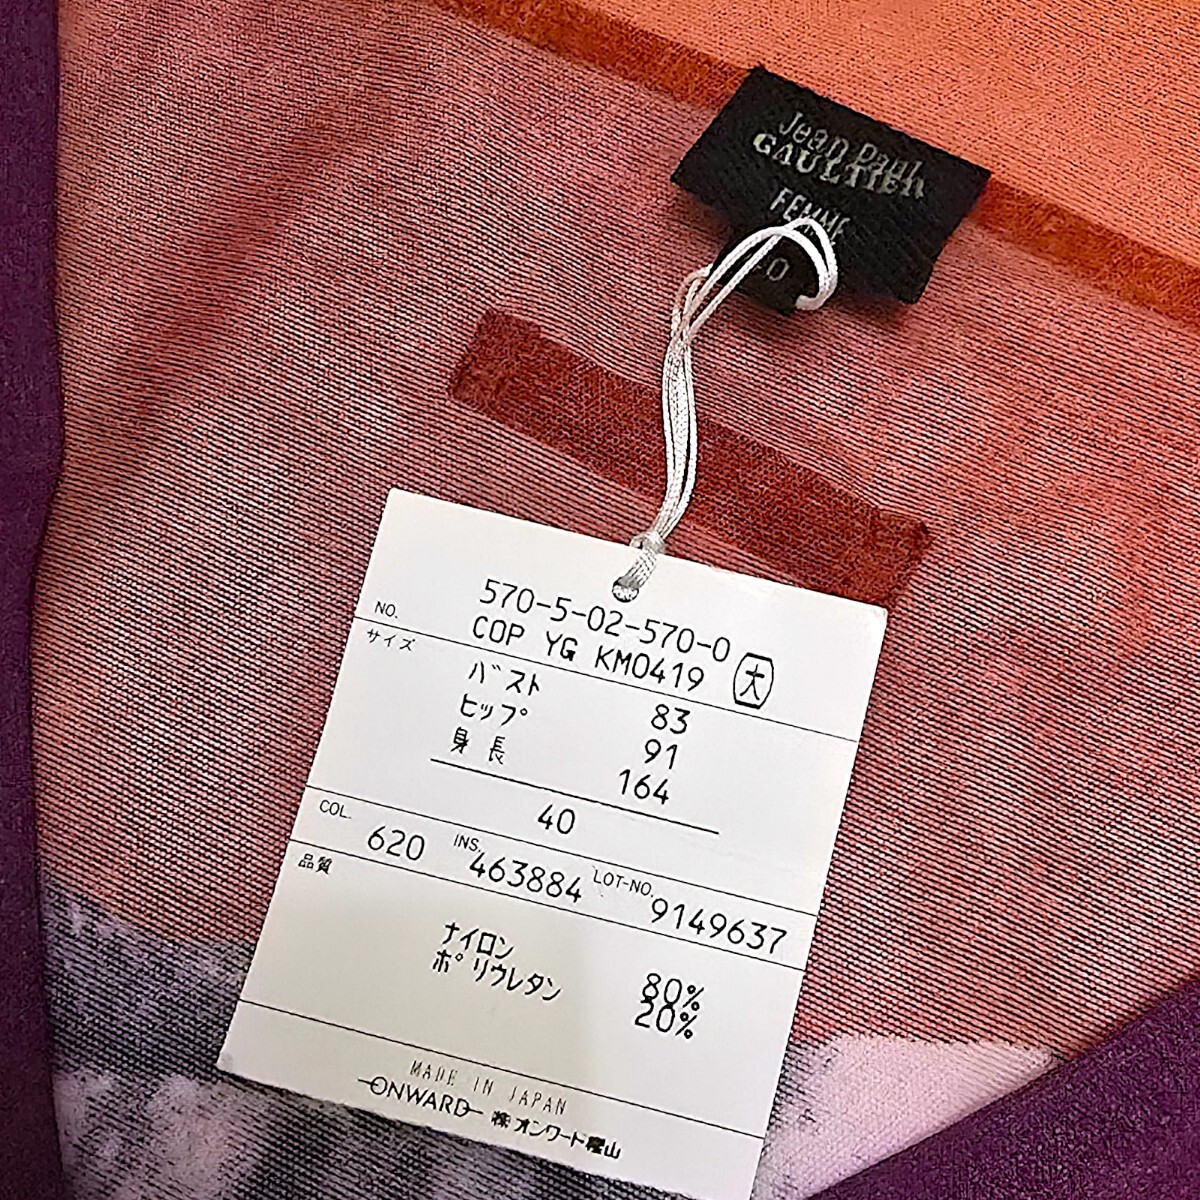 Jean Paul
GAULTIER
FEMME
40
NO. 570-5-02-570-0
COP YG KM0419 大
サイズ
バスト 83
ヒップ 91
身長 164
40
COL. 620 INS. 463884 LOT-NO. 9149637
品質
ナイロン 80%
ポリウレタン 20%
MADE IN JAPAN
ONWARD ㈱オンワード樫山